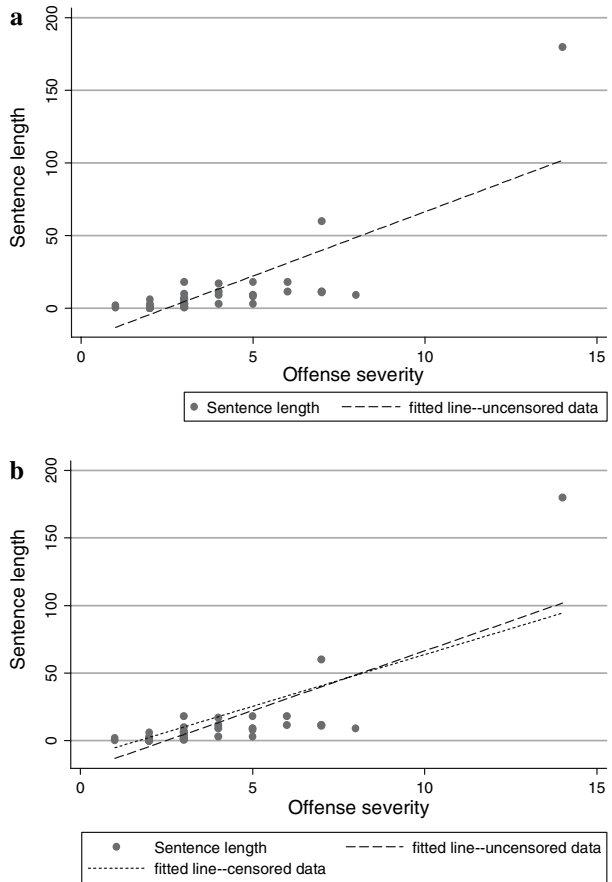 a
200
150
100
50
0
Sentence length
0 5 10 15
Offense severity
Sentence length fitted line--uncensored data
b
200
150
100
50
0
Sentence length
0 5 10 15
Offense severity
Sentence length fitted line--uncensored data
fitted line--censored data